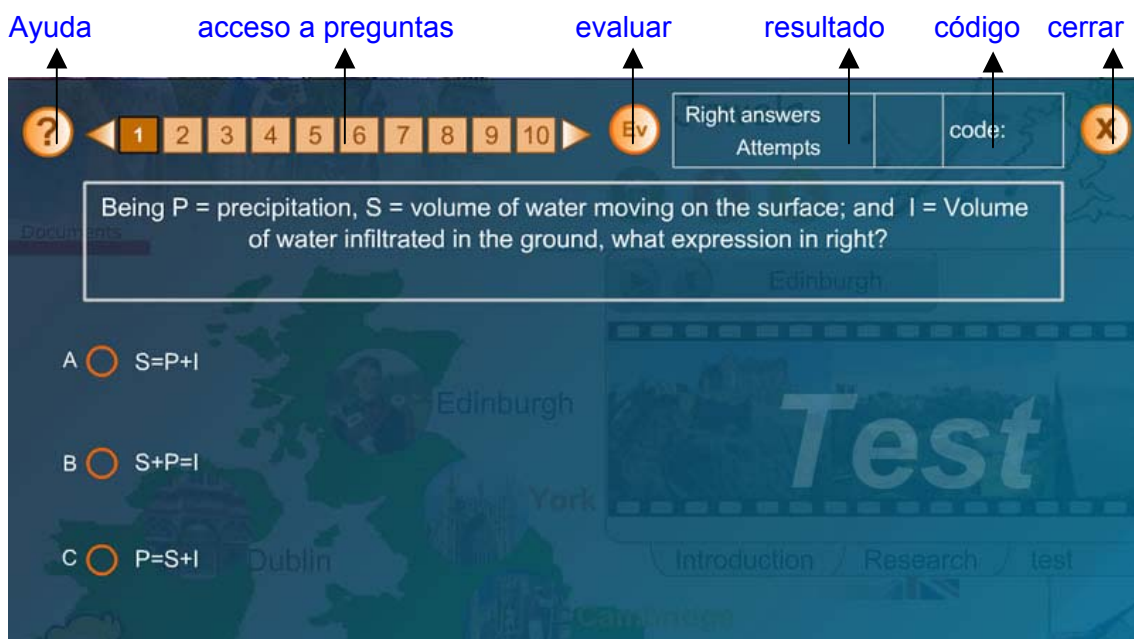 Ayuda acceso a preguntas evaluar resultado código cerrar
? 1 2 3 4 5 6 7 8 9 10 Ev Right answers code: X
Attempts
Being P = precipitation, S = volume of water moving on the surface; and I = Volume
of water infiltrated in the ground, what expression in right?
Documents
Edinburgh
A S=P+I
Edinburgh
Test
B S+P=I
York
C P=S+I
Dublin
Introduction / Research / test
Cambridge